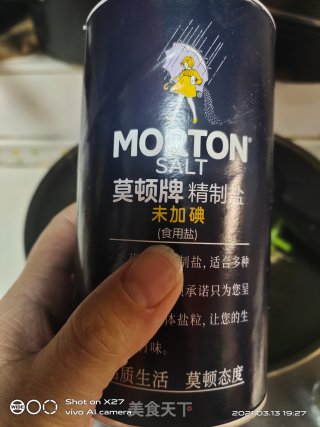 MORTON®
SALT
莫顿牌 精制盐
未加碘
(食用盐)
制盐, 适合多种
承诺只为您呈
体盐粒, 让您的生
味。
质生活 莫顿态度
Shot on X27
vivo AI camera
美食天下
2021.03.13 19:27